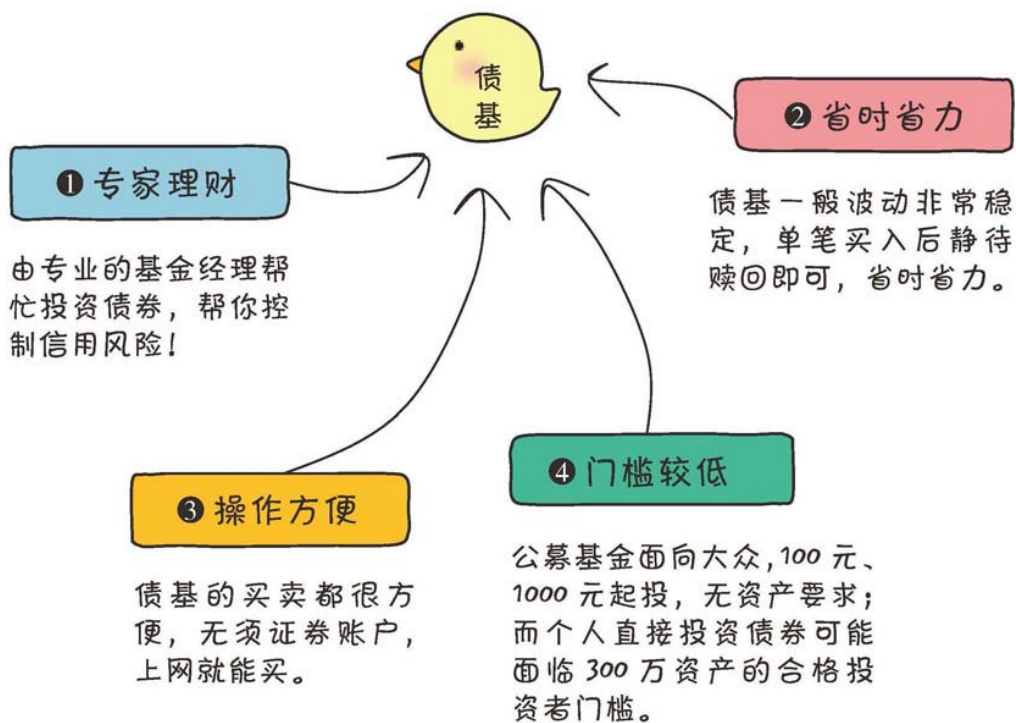 债
基
❶专家理财
由专业的基金经理帮
忙投资债券，帮你控
制信用风险！
❷省时省力
债基一般波动非常稳
定，单笔买入后静待
赎回即可，省时省力。
❸操作方便
债基的买卖都很方
便，无须证券账户，
上网就能买。
❹门槛较低
公募基金面向大众，100 元、
1000 元起投，无资产要求；
而个人直接投资债券可能
面临 300 万资产的合格投
资者门槛。